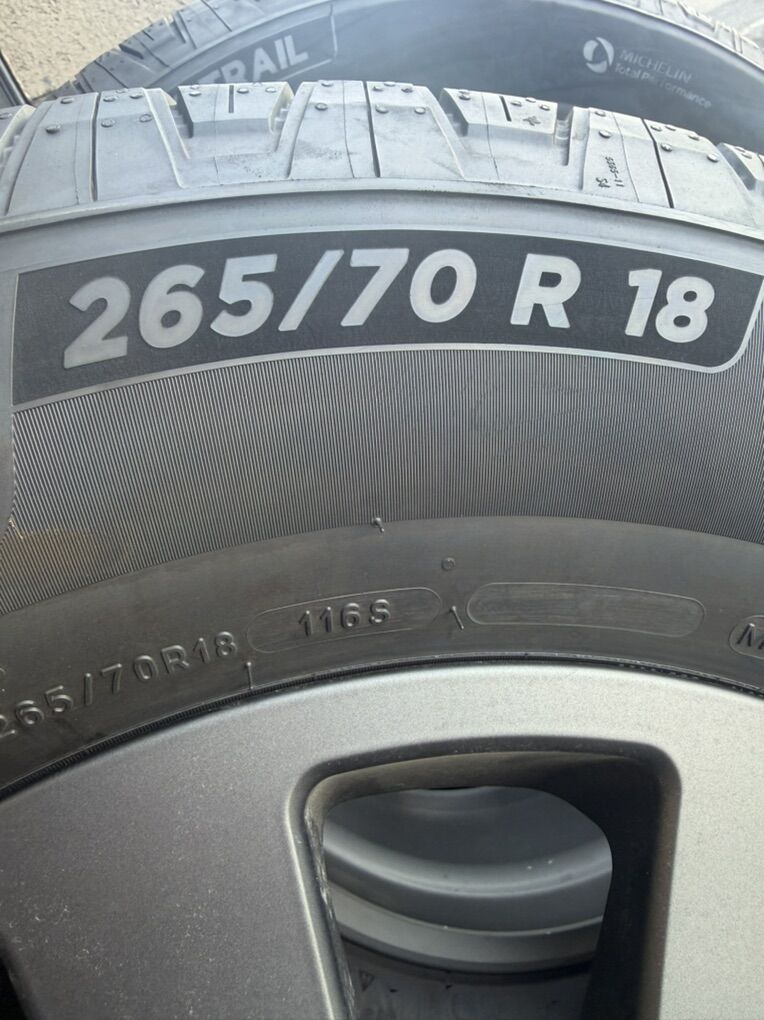 TRAIL
MICHELIN
Total Performance
265/70 R 18
265/70R18
116S